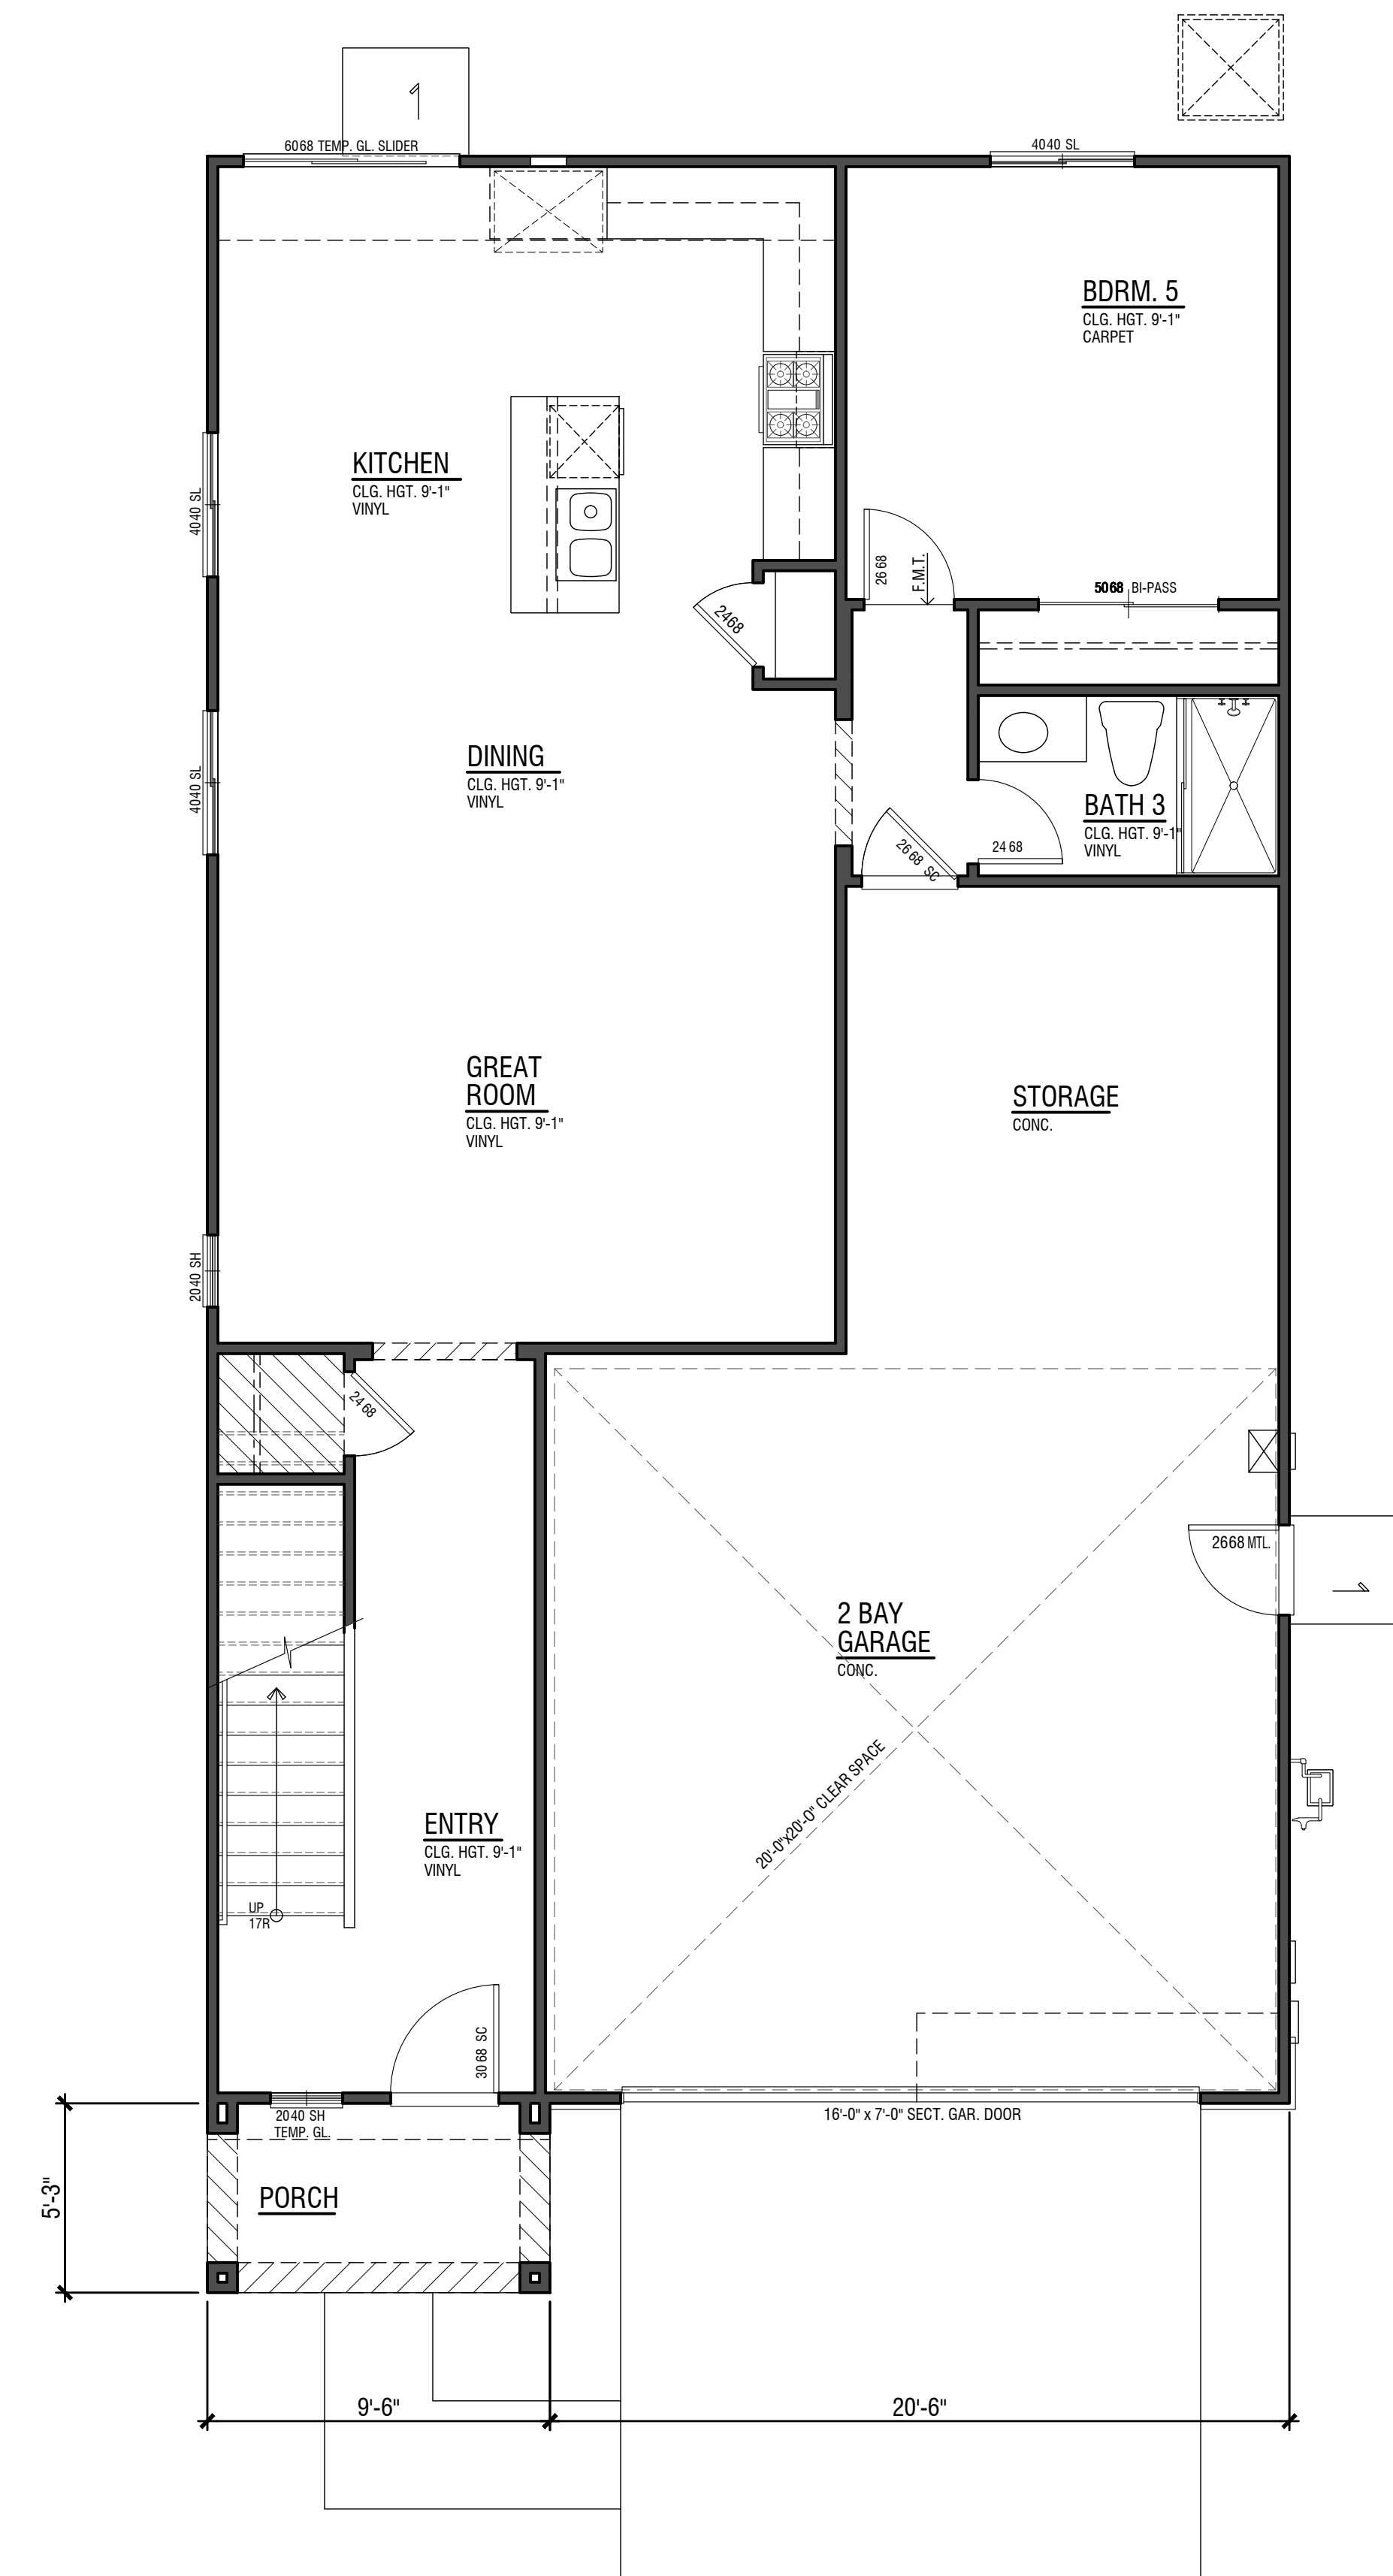 6068 TEMP. GL. SLIDER
4040 SL
1
BDRM. 5
CLG. HGT. 9'-1"
CARPET
KITCHEN
CLG. HGT. 9'-1"
VINYL
4040 SL
2668
F.M.T.
5068 BI-PASS
2468
DINING
CLG. HGT. 9'-1"
VINYL
4040 SL
BATH 3
CLG. HGT. 9'-1"
VINYL
2468
2668 SC
GREAT
ROOM
CLG. HGT. 9'-1"
VINYL
STORAGE
CONC.
2040 SH
2468
2668 MTL.
1
2 BAY
GARAGE
CONC.
20'-0"x20'-0" CLEAR SPACE
ENTRY
CLG. HGT. 9'-1"
VINYL
UP
17R
3068 SC
2040 SH
TEMP. GL.
16'-0" x 7'-0" SECT. GAR. DOOR
PORCH
5'-3"
9'-6"
20'-6"